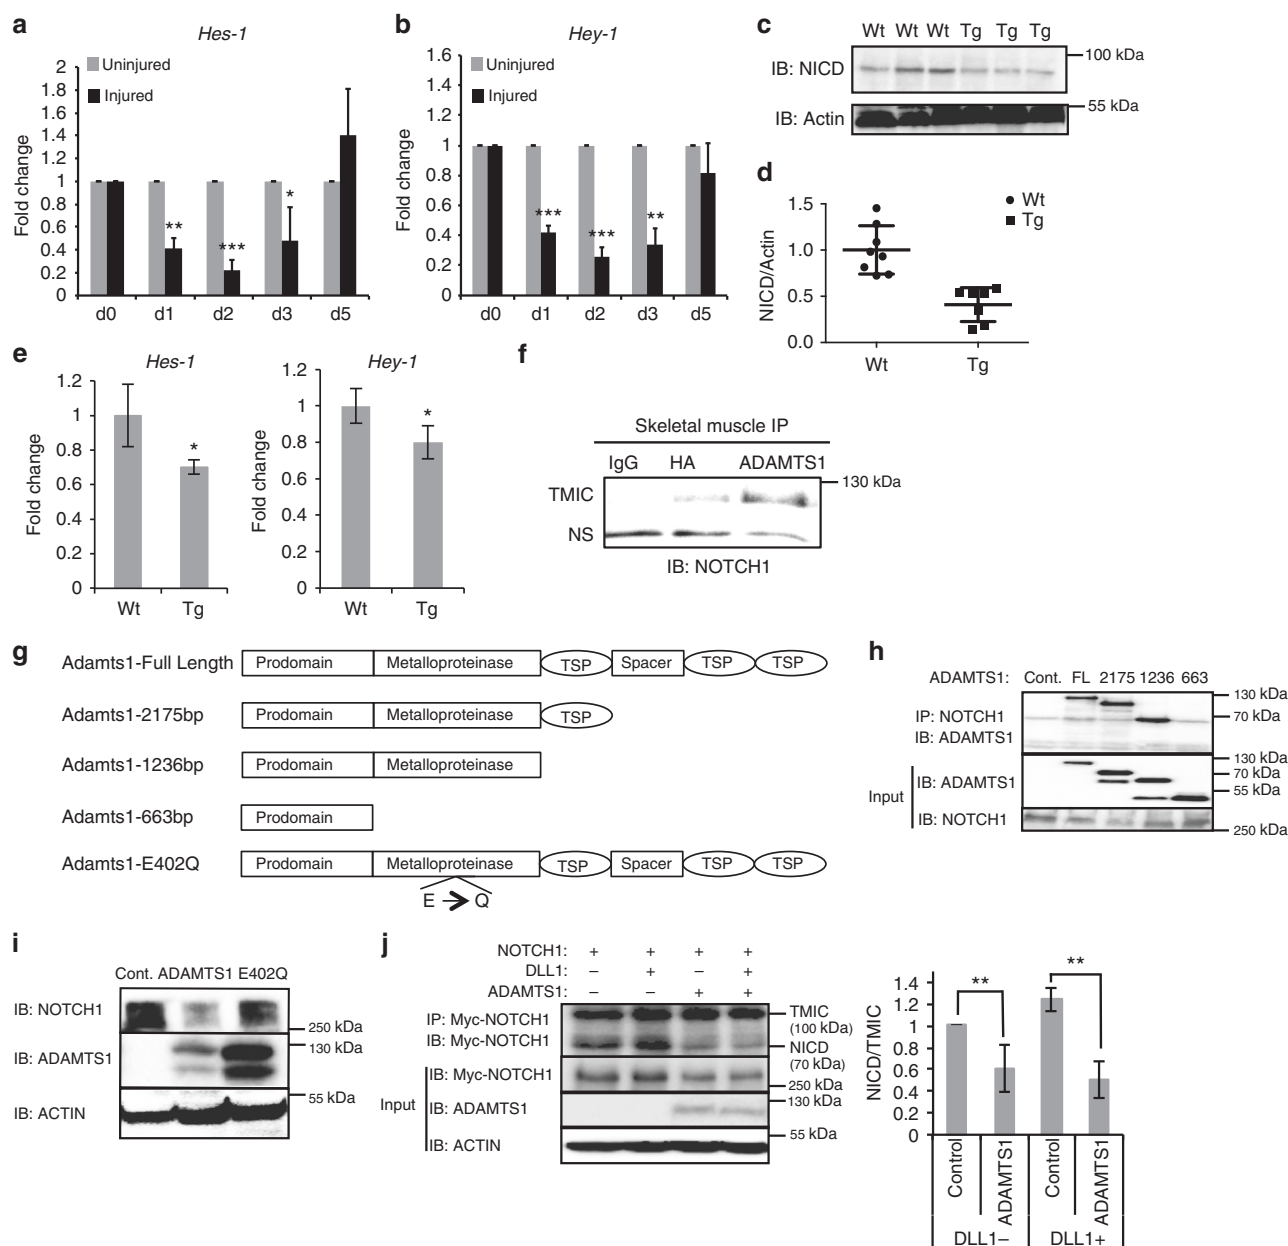 a
Hes-1
Uninjured
Injured
Fold change
2
1.8
1.6
1.4
1.2
1
0.8
0.6
0.4
0.2
0
**
***
*
d0 d1 d2 d3 d5
b
Hey-1
Uninjured
Injured
Fold change
1.6
1.4
1.2
1
0.8
0.6
0.4
0.2
0
***
***
**
d0 d1 d2 d3 d5
c
Wt Wt Wt Tg Tg Tg
IB: NICD
100 kDa
IB: Actin
55 kDa
d
Wt
Tg
NICD/Actin
1.5
1.0
0.5
0.0
Wt Tg
e
Hes-1
Fold change
1.2
1
0.8
0.6
0.4
0.2
0
*
Wt Tg
Hey-1
Fold change
1.2
1
0.8
0.6
0.4
0.2
0
*
Wt Tg
f
Skeletal muscle IP
IgG HA ADAMTS1
130 kDa
TMIC
NS
IB: NOTCH1
g
Adamts1-Full Length Prodomain Metalloproteinase TSP Spacer TSP TSP
Adamts1-2175bp Prodomain Metalloproteinase TSP
Adamts1-1236bp Prodomain Metalloproteinase
Adamts1-663bp Prodomain
Adamts1-E402Q Prodomain Metalloproteinase TSP Spacer TSP TSP
E → Q
h
ADAMTS1: Cont. FL 2175 1236 663
IP: NOTCH1
IB: ADAMTS1
130 kDa
70 kDa
Input
IB: ADAMTS1
130 kDa
70 kDa
55 kDa
IB: NOTCH1
250 kDa
i
Cont. ADAMTS1 E402Q
IB: NOTCH1
250 kDa
IB: ADAMTS1
130 kDa
IB: ACTIN
55 kDa
j
NOTCH1: + + + +
DLL1: – + – +
ADAMTS1: – – + +
IP: Myc-NOTCH1
IB: Myc-NOTCH1
TMIC
(100 kDa)
NICD
(70 kDa)
Input
IB: Myc-NOTCH1
250 kDa
IB: ADAMTS1
130 kDa
IB: ACTIN
55 kDa
NICD/TMIC
1.4
1.2
1
0.8
0.6
0.4
0.2
0
**
**
Control
ADAMTS1
Control
ADAMTS1
DLL1– DLL1+